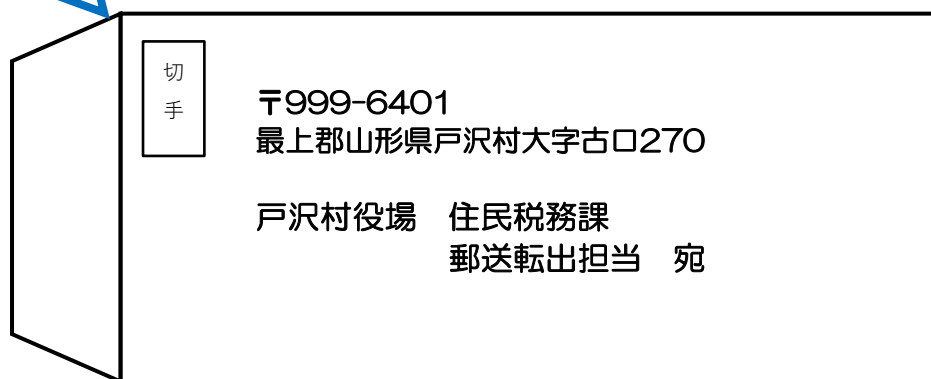 切
手
〒999-6401
最上郡山形県戸沢村大字古口270
戸沢村役場　住民税務課
郵送転出担当　宛